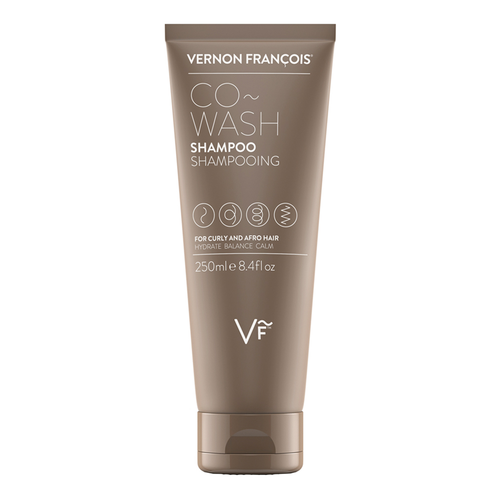 VERNON FRANÇOIS®
CO~
WASH
SHAMPOO
SHAMPOOING
FOR CURLY AND AFRO HAIR
HYDRATE BALANCE CALM
250ml e 8.4fl oz
VF